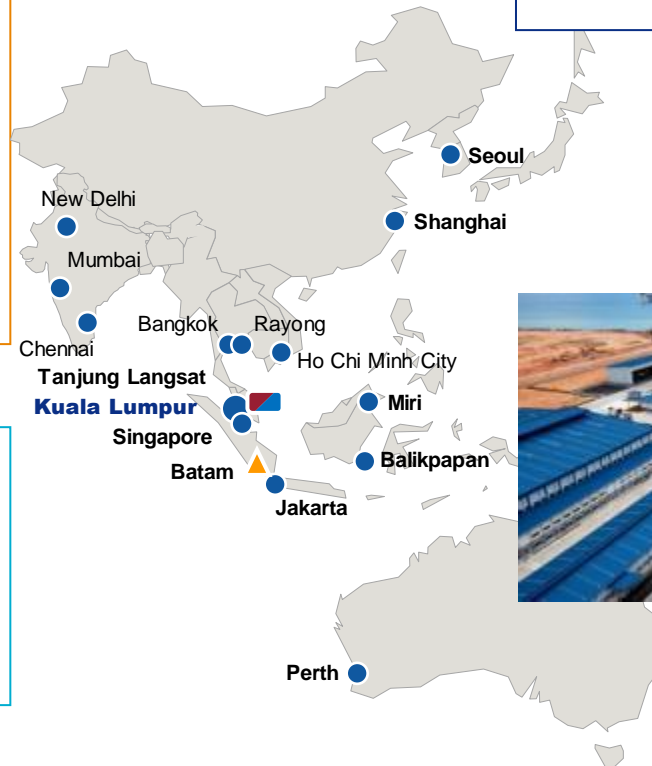 Seoul
New Delhi
Shanghai
Mumbai
Bangkok
Rayong
Chennai
Ho Chi Minh City
Tanjung Langsat
Kuala Lumpur
Miri
Singapore
Batam
Balikpapan
Jakarta
Perth